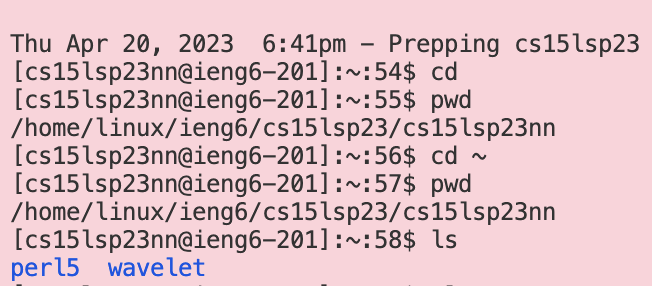 Thu Apr 20, 2023  6:41pm - Prepping cs15lsp23
[cs15lsp23nn@ieng6-201]:~:54$ cd
[cs15lsp23nn@ieng6-201]:~:55$ pwd
/home/linux/ieng6/cs15lsp23/cs15lsp23nn
[cs15lsp23nn@ieng6-201]:~:56$ cd ~
[cs15lsp23nn@ieng6-201]:~:57$ pwd
/home/linux/ieng6/cs15lsp23/cs15lsp23nn
[cs15lsp23nn@ieng6-201]:~:58$ ls
perl5  wavelet